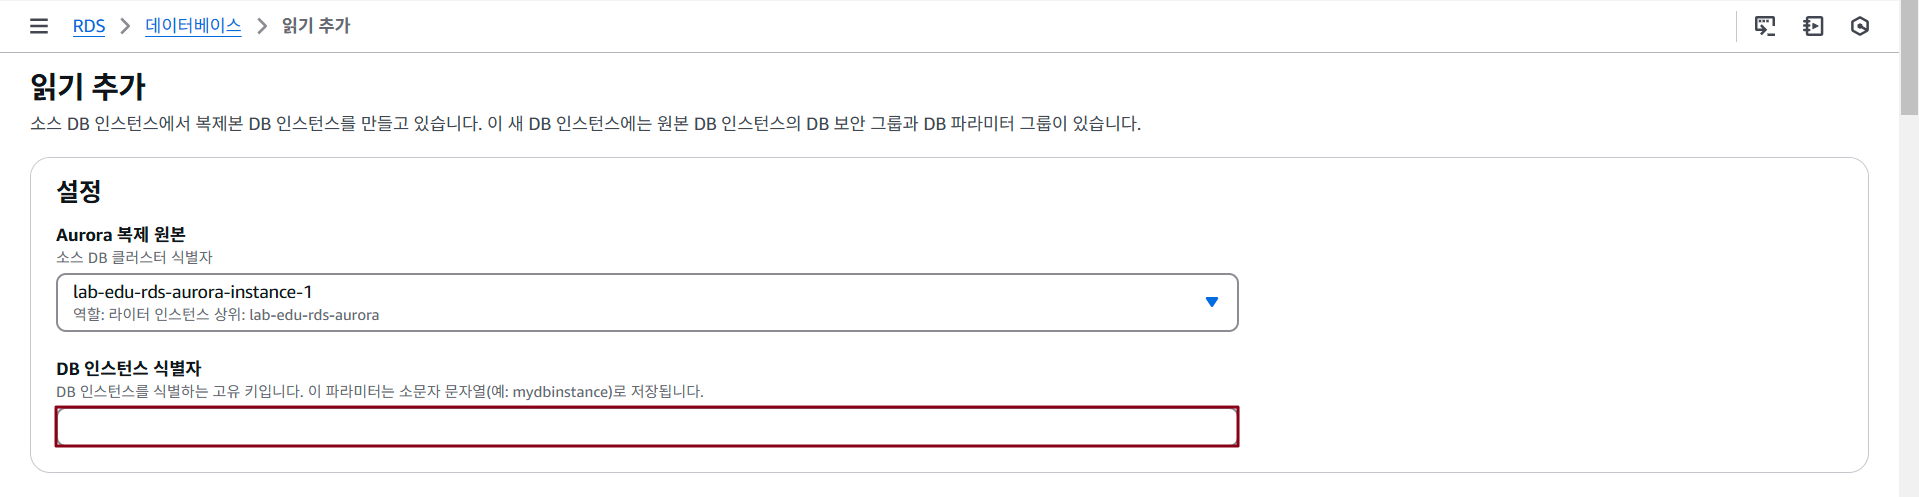 RDS > 데이터베이스 > 읽기 추가
읽기 추가
소스 DB 인스턴스에서 복제본 DB 인스턴스를 만들고 있습니다. 이 새 DB 인스턴스에는 원본 DB 인스턴스의 DB 보안 그룹과 DB 파라미터 그룹이 있습니다.
설정
Aurora 복제 원본
소스 DB 클러스터 식별자
lab-edu-rds-aurora-instance-1
역할: 라이터 인스턴스 상위: lab-edu-rds-aurora
DB 인스턴스 식별자
DB 인스턴스를 식별하는 고유 키입니다. 이 파라미터는 소문자 문자열(예: mydbinstance)로 저장됩니다.